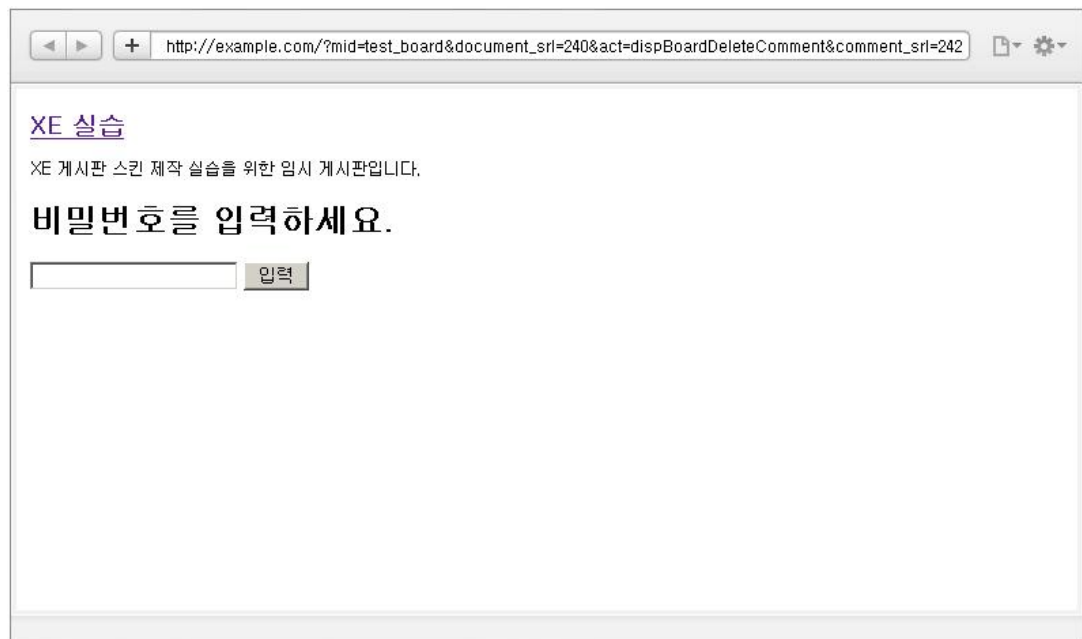 http://example.com/?mid=test_board&document_srl=240&act=dispBoardDeleteComment&comment_srl=242
XE 실습
XE 게시판 스킨 제작 실습을 위한 임시 게시판입니다.
비밀번호를 입력하세요.
입력